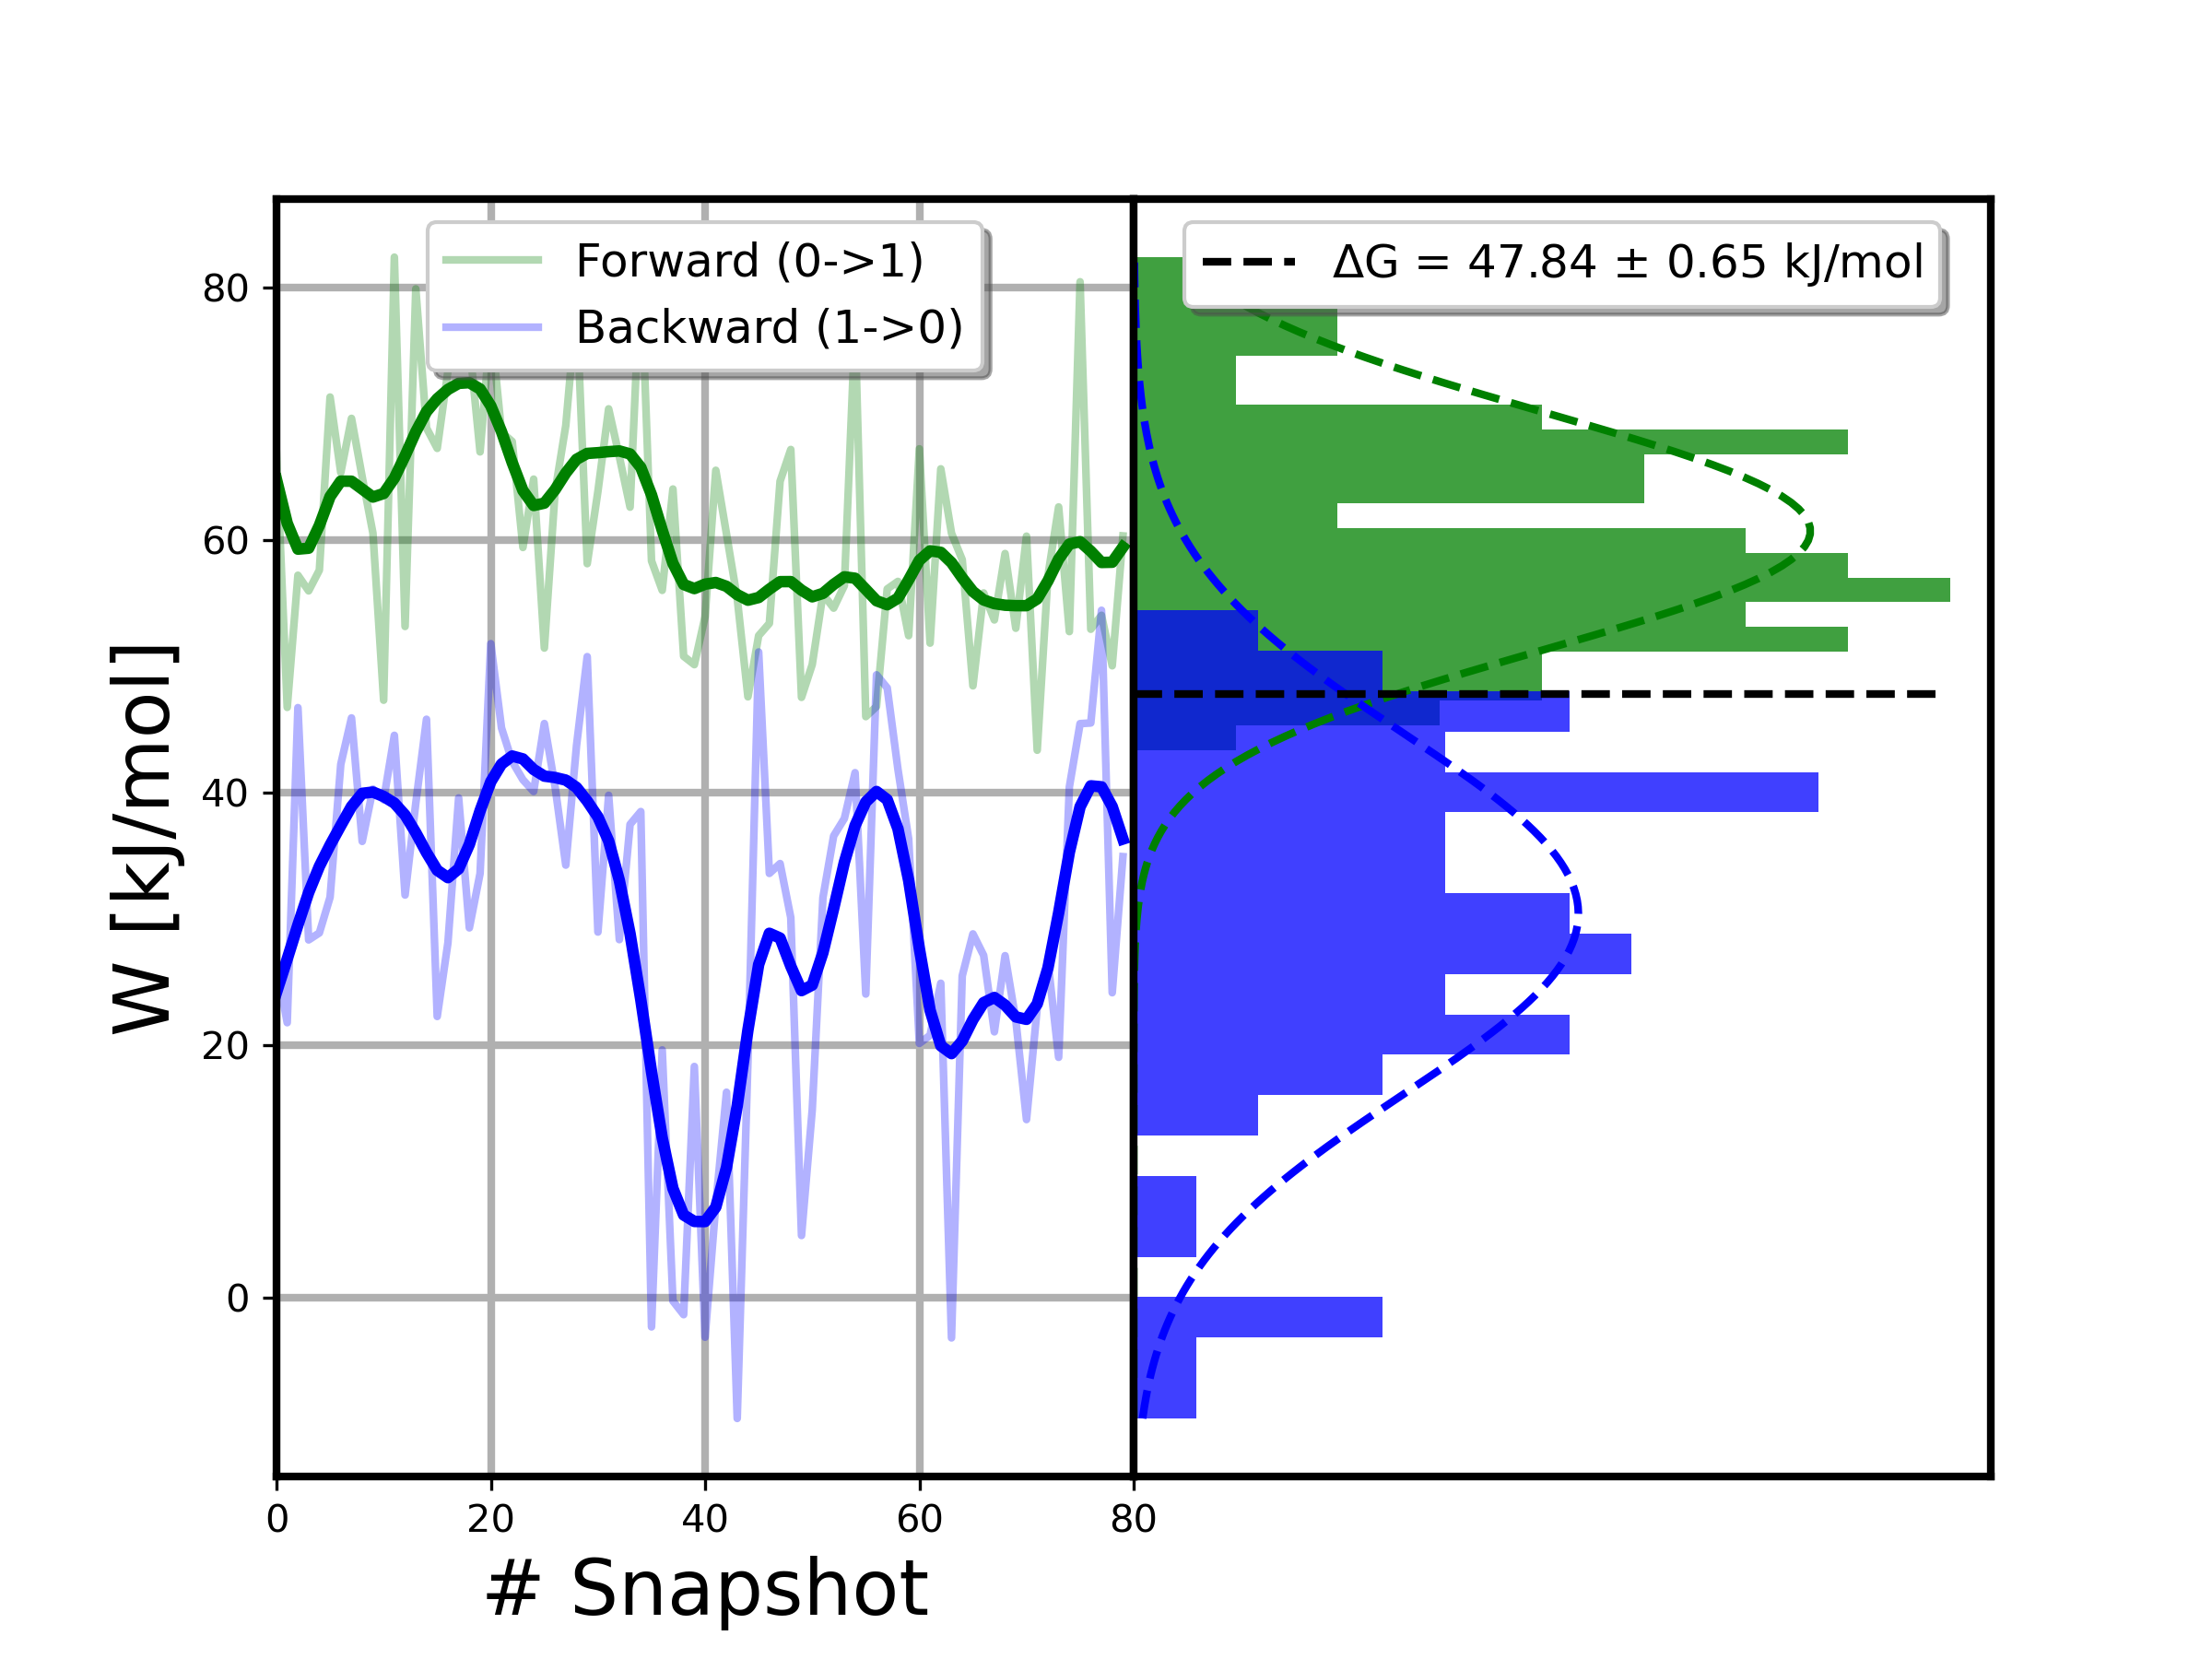 Forward (0->1)
Backward (1->0)
ΔG = 47.84 ± 0.65 kJ/mol
80
60
40
20
0
W [kJ/mol]
0 20 40 60 80
# Snapshot